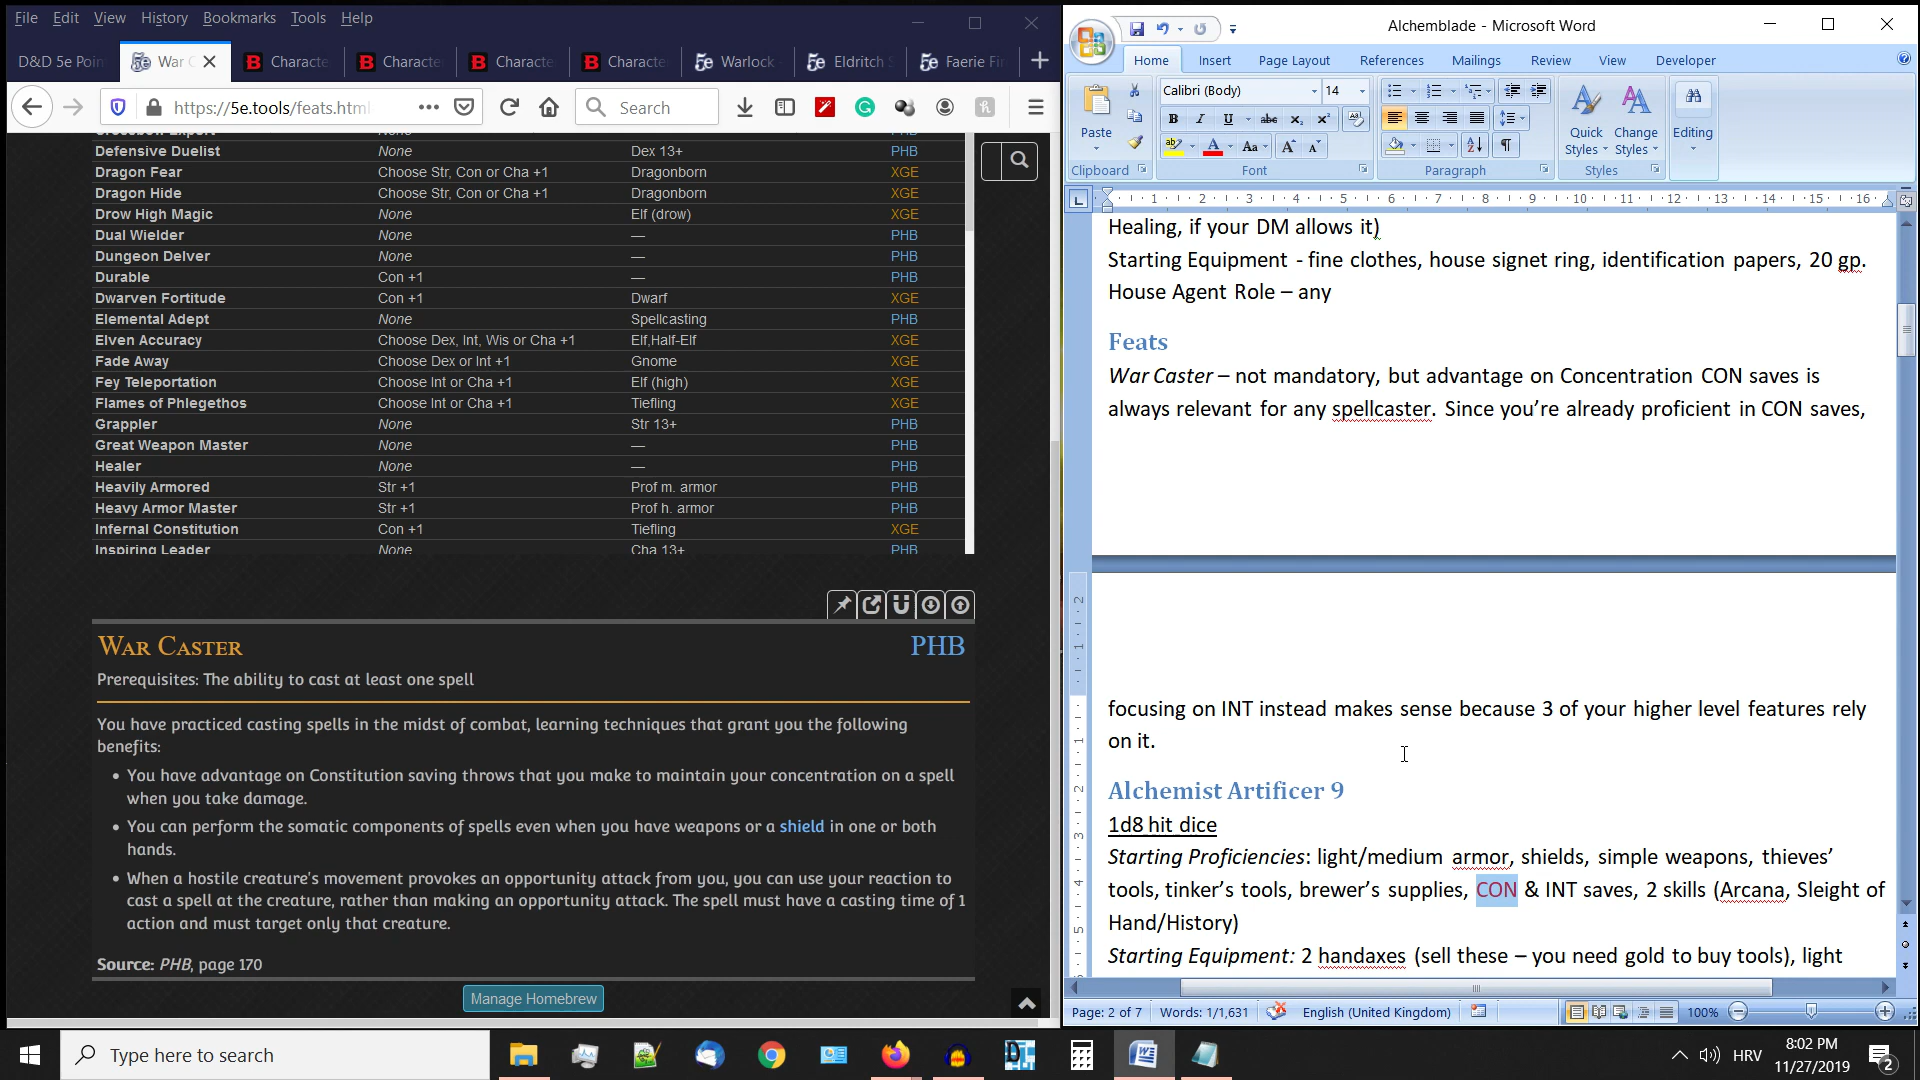 File Edit View History Bookmarks Tools Help
D&D 5e Poin War C Characte Characte Characte Characte Warlock Eldritch Faerie Fi
https://5e.tools/feats.html Search
Crossbow Expert None PHB
Defensive Duelist None Dex 13+ PHB
Dragon Fear Choose Str, Con or Cha +1 Dragonborn XGE
Dragon Hide Choose Str, Con or Cha +1 Dragonborn XGE
Drow High Magic None Elf (drow) XGE
Dual Wielder None — PHB
Dungeon Delver None — PHB
Durable Con +1 — PHB
Dwarven Fortitude Con +1 Dwarf XGE
Elemental Adept None Spellcasting PHB
Elven Accuracy Choose Dex, Int, Wis or Cha +1 Elf,Half-Elf XGE
Fade Away Choose Dex or Int +1 Gnome XGE
Fey Teleportation Choose Int or Cha +1 Elf (high) XGE
Flames of Phlegethos Choose Int or Cha +1 Tiefling XGE
Grappler None Str 13+ PHB
Great Weapon Master None — PHB
Healer None — PHB
Heavily Armored Str +1 Prof m. armor PHB
Heavy Armor Master Str +1 Prof h. armor PHB
Infernal Constitution Con +1 Tiefling XGE
Inspiring Leader None Cha 13+ PHB
War Caster PHB
Prerequisites: The ability to cast at least one spell
You have practiced casting spells in the midst of combat, learning techniques that grant you the following
benefits:
• You have advantage on Constitution saving throws that you make to maintain your concentration on a spell
when you take damage.
• You can perform the somatic components of spells even when you have weapons or a shield in one or both
hands.
• When a hostile creature's movement provokes an opportunity attack from you, you can use your reaction to
cast a spell at the creature, rather than making an opportunity attack. The spell must have a casting time of 1
action and must target only that creature.
Source: PHB, page 170
Manage Homebrew
Alchemblade - Microsoft Word
Home Insert Page Layout References Mailings Review View Developer
Calibri (Body) 14
Paste Quick Styles Change Styles Editing
Clipboard Font Paragraph Styles
1 2 3 4 5 6 7 8 9 10 11 12 13 14 15 16
Healing, if your DM allows it)
Starting Equipment - fine clothes, house signet ring, identification papers, 20 gp.
House Agent Role – any
Feats
War Caster – not mandatory, but advantage on Concentration CON saves is
always relevant for any spellcaster. Since you’re already proficient in CON saves,
focusing on INT instead makes sense because 3 of your higher level features rely
on it.
Alchemist Artificer 9
1d8 hit dice
Starting Proficiencies: light/medium armor, shields, simple weapons, thieves’
tools, tinker’s tools, brewer’s supplies, CON & INT saves, 2 skills (Arcana, Sleight of
Hand/History)
Starting Equipment: 2 handaxes (sell these – you need gold to buy tools), light
Page: 2 of 7 Words: 1/1,631 English (United Kingdom) 100%
Type here to search
HRV 8:02 PM
11/27/2019 2